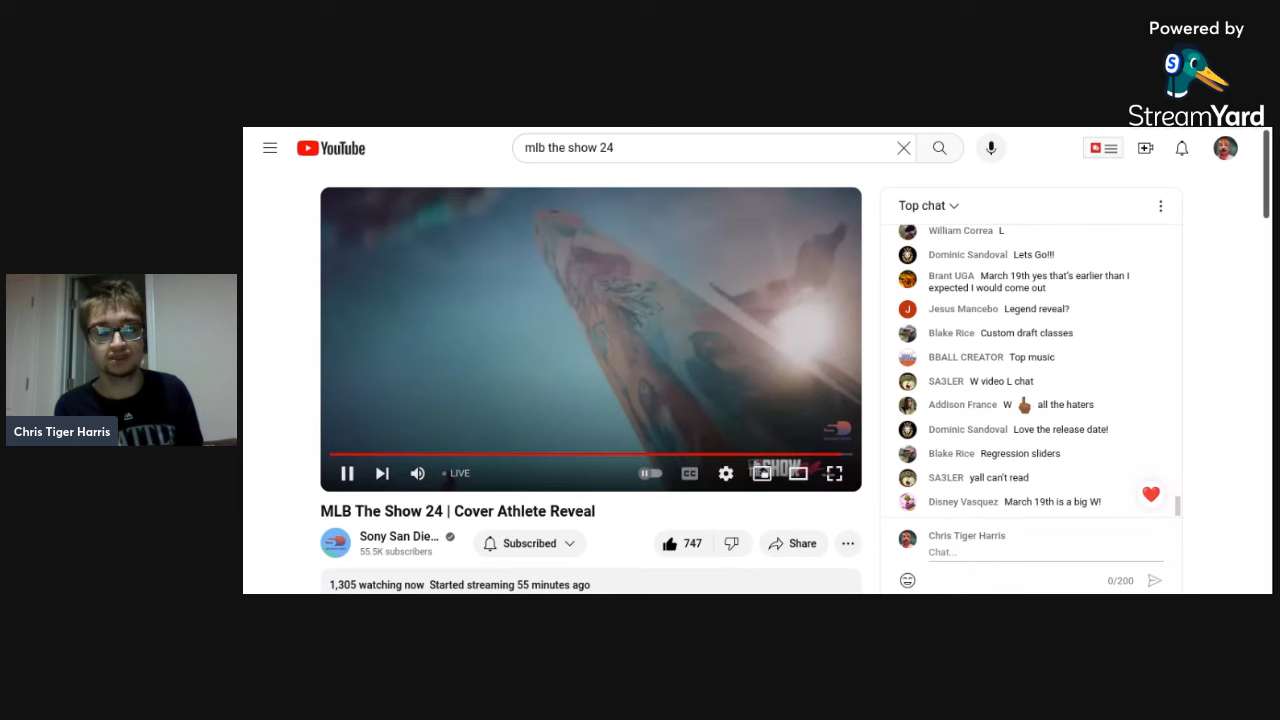 Powered by
StreamYard
YouTube
mlb the show 24
Top chat
William Correa L
Dominic Sandoval Lets Go!!!
Brant UGA March 19th yes that's earlier than I
expected I would come out
Jesus Mancebo Legend reveal?
Blake Rice Custom draft classes
BBALL CREATOR Top music
SA3LER W video L chat
Addison France W 🖕🏾 all the haters
Dominic Sandoval Love the release date!
Blake Rice Regression sliders
SA3LER yall can't read
Disney Vasquez March 19th is a big W!
Chris Tiger Harris
Chat...
0/200
LIVE
CC
THE SHOW
MLB The Show 24 | Cover Athlete Reveal
Sony San Die...
55.5K subscribers
Subscribed
747
Share
1,305 watching now Started streaming 55 minutes ago
Chris Tiger Harris